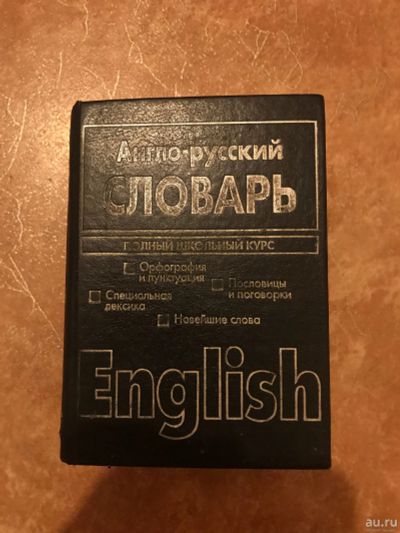 Англо-русский
СЛОВАРЬ
ПОЛНЫЙ ШКОЛЬНЫЙ КУРС
Орфография
и пунктуация
Пословицы
и поговорки
Специальная
лексика
Новейшие слова
English
au.ru